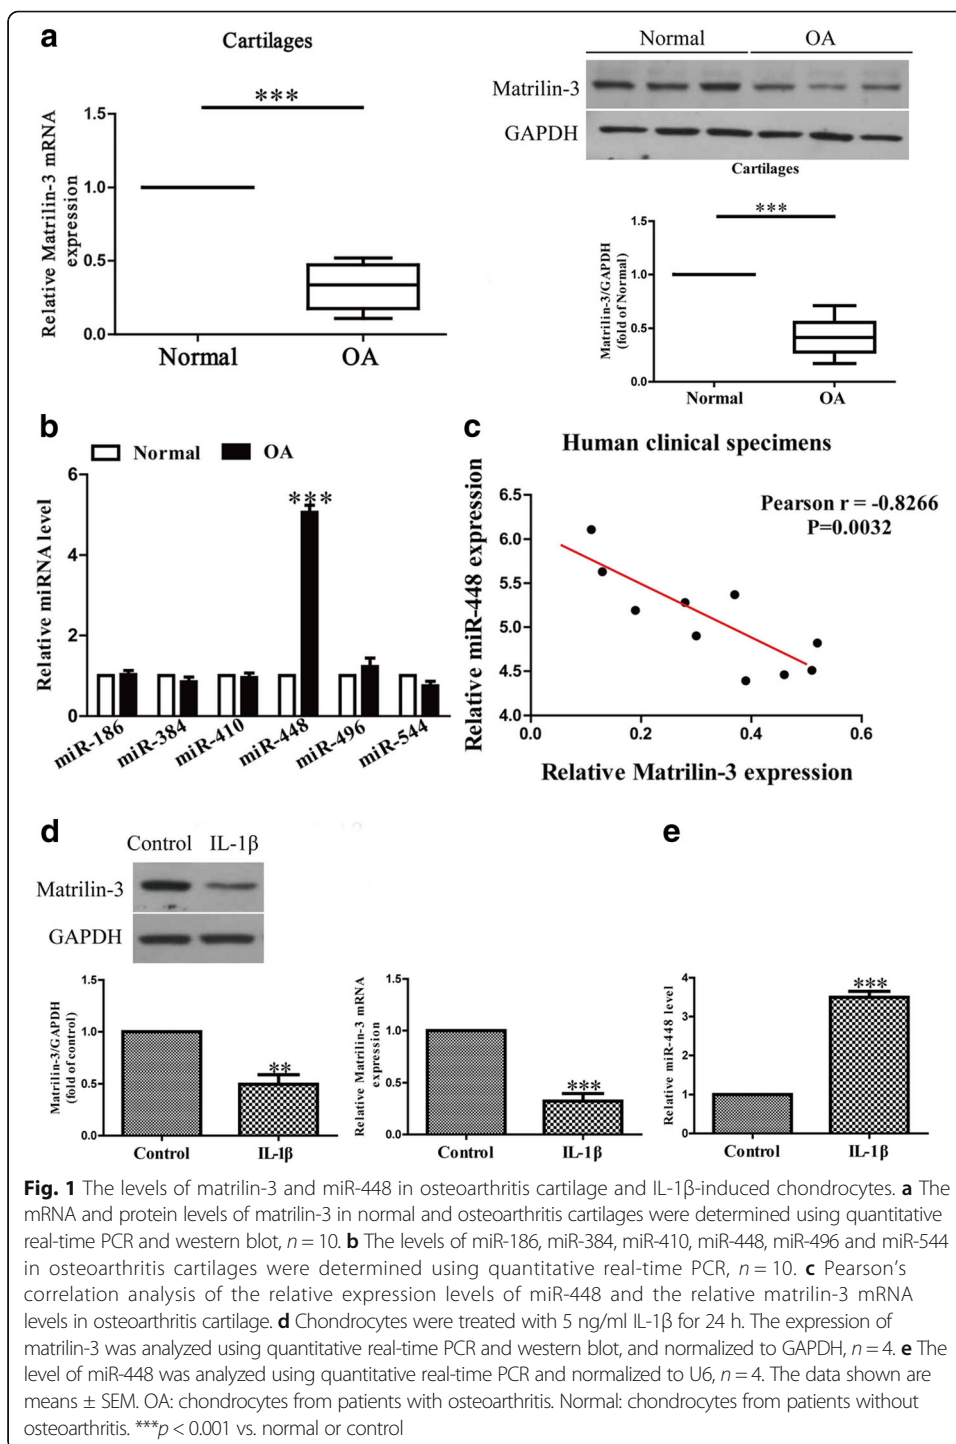 a
Cartilages
***
Relative Matrilin-3 mRNA
expression
1.5
1.0
0.5
0.0
Normal
OA
Normal
OA
Matrilin-3
GAPDH
Cartilages
***
Matrilin-3/GAPDH
(fold of Normal)
1.5
1.0
0.5
0.0
Normal
OA
b
Normal
OA
Relative miRNA level
6
4
2
0
***
miR-186
miR-384
miR-410
miR-448
miR-496
miR-544
c
Human clinical specimens
Pearson r = -0.8266
P=0.0032
Relative miR-448 expression
6.5
6.0
5.5
5.0
4.5
4.0
0.0
0.2
0.4
0.6
Relative Matrilin-3 expression
d
Control
IL-1β
Matrilin-3
GAPDH
Matrilin-3/GAPDH
(fold of control)
1.5
1.0
0.5
0.0
**
Control
IL-1β
Relative Matrilin-3 mRNA
expression
1.5
1.0
0.5
0.0
***
Control
IL-1β
e
Relative miR-448 level
4
3
2
1
0
***
Control
IL-1β
Fig. 1 The levels of matrilin-3 and miR-448 in osteoarthritis cartilage and IL-1β-induced chondrocytes. a The
mRNA and protein levels of matrilin-3 in normal and osteoarthritis cartilages were determined using quantitative
real-time PCR and western blot, n = 10. b The levels of miR-186, miR-384, miR-410, miR-448, miR-496 and miR-544
in osteoarthritis cartilages were determined using quantitative real-time PCR, n = 10. c Pearson's
correlation analysis of the relative expression levels of miR-448 and the relative matrilin-3 mRNA
levels in osteoarthritis cartilage. d Chondrocytes were treated with 5 ng/ml IL-1β for 24 h. The expression of
matrilin-3 was analyzed using quantitative real-time PCR and western blot, and normalized to GAPDH, n = 4. e The
level of miR-448 was analyzed using quantitative real-time PCR and normalized to U6, n = 4. The data shown are
means ± SEM. OA: chondrocytes from patients with osteoarthritis. Normal: chondrocytes from patients without
osteoarthritis. ***p < 0.001 vs. normal or control